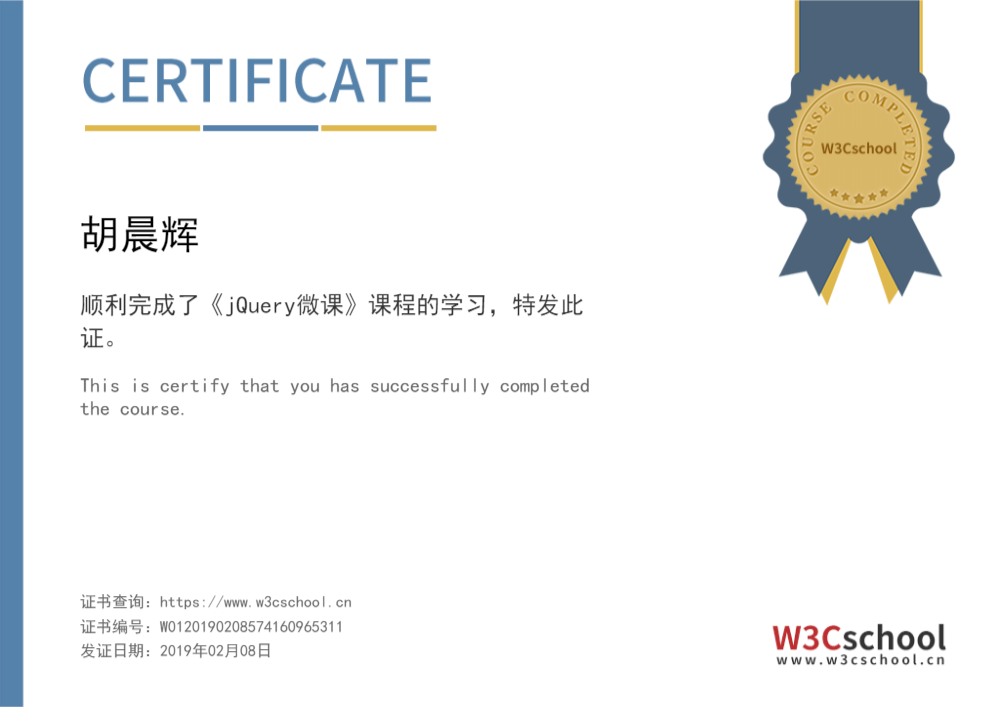 CERTIFICATE
COURSE COMPLETED
W3Cschool
胡晨辉
顺利完成了《jQuery微课》课程的学习，特发此
证。
This is certify that you has successfully completed
the course.
证书查询：https://www.w3cschool.cn
证书编号：W0120190208574160965311
发证日期：2019年02月08日
W3Cschool
www.w3cschool.cn